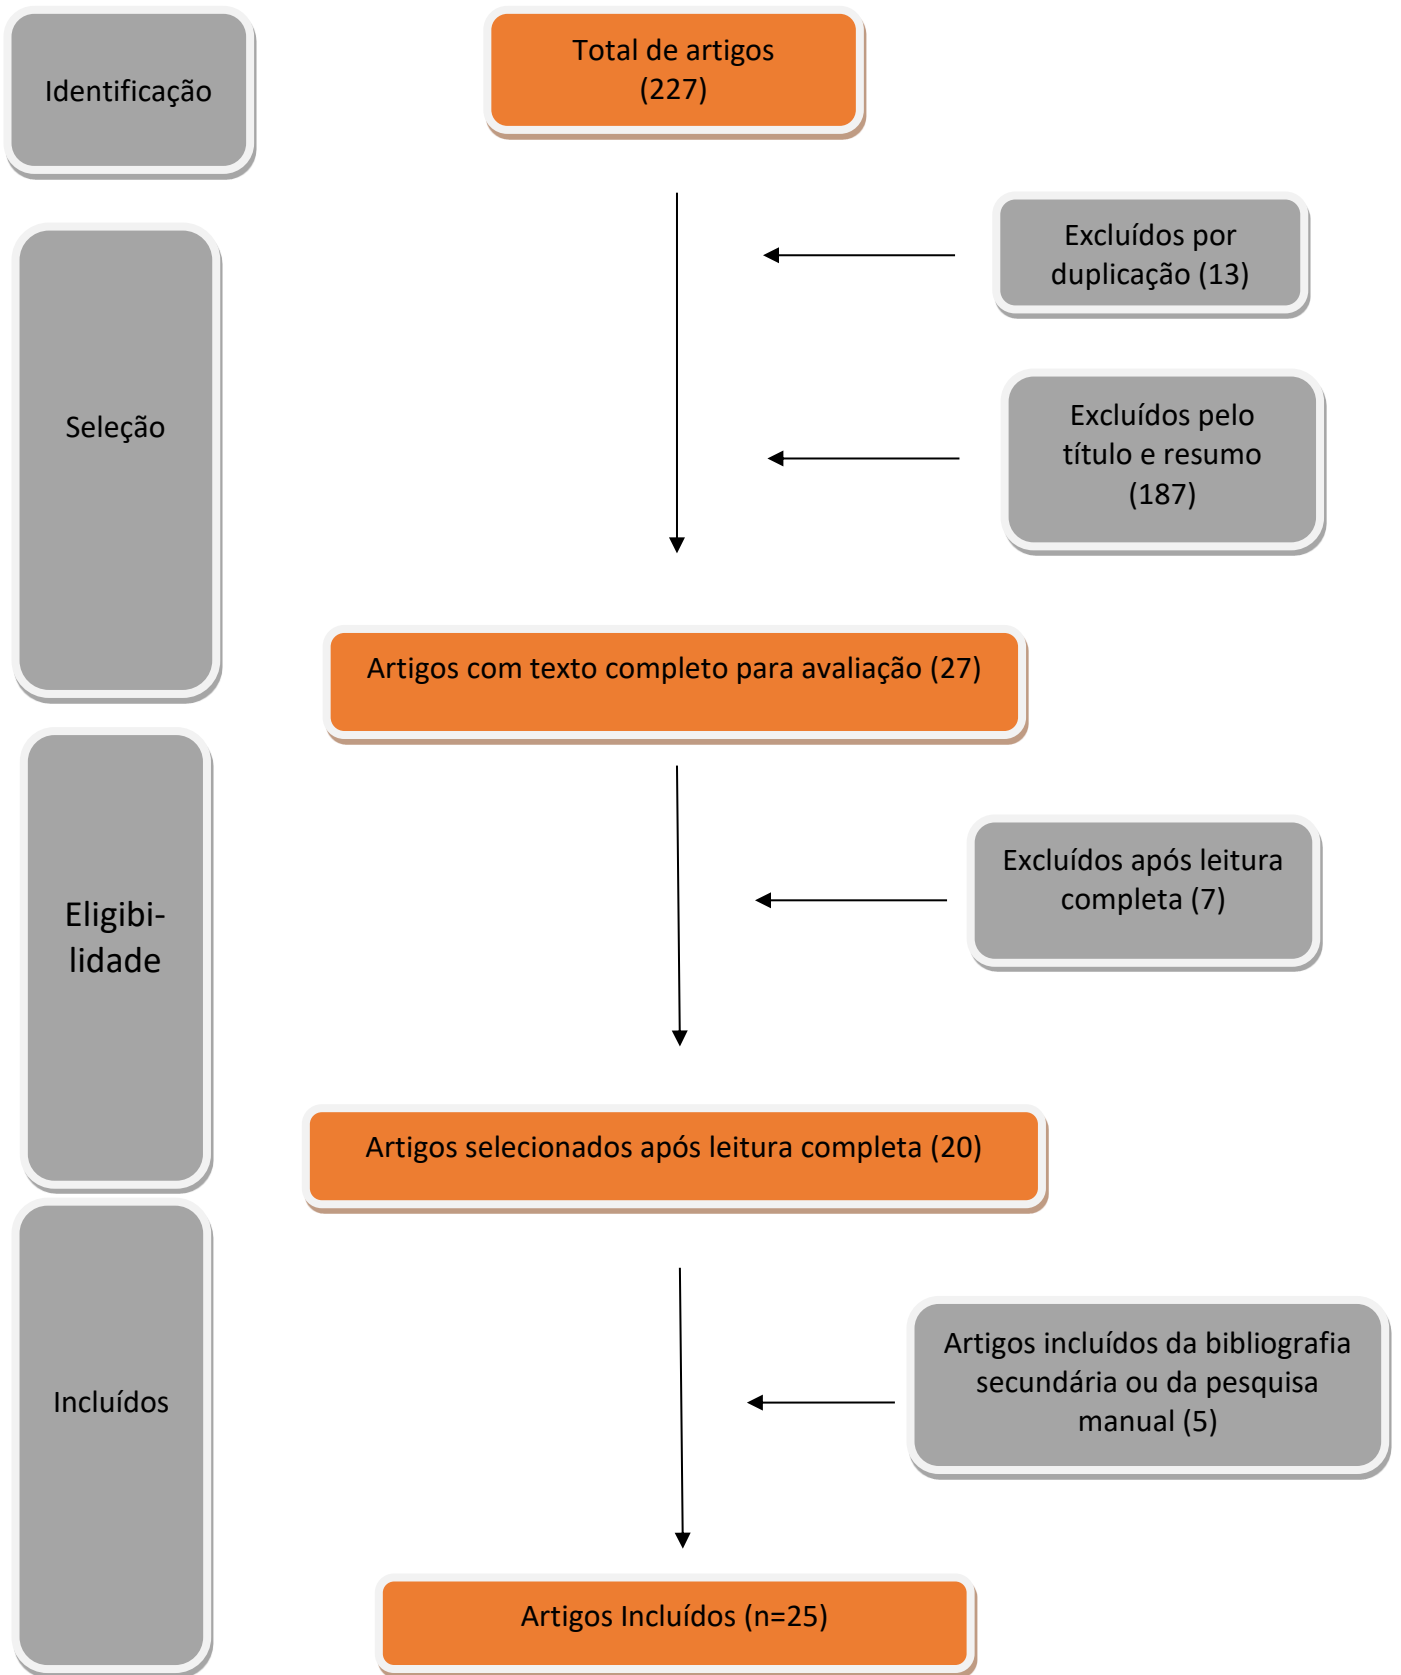 Identificação
Total de artigos
(227)
Excluídos por
duplicação (13)
Seleção
Excluídos pelo
título e resumo
(187)
Artigos com texto completo para avaliação (27)
Eligibi-
lidade
Excluídos após leitura
completa (7)
Artigos selecionados após leitura completa (20)
Incluídos
Artigos incluídos da bibliografia
secundária ou da pesquisa
manual (5)
Artigos Incluídos (n=25)